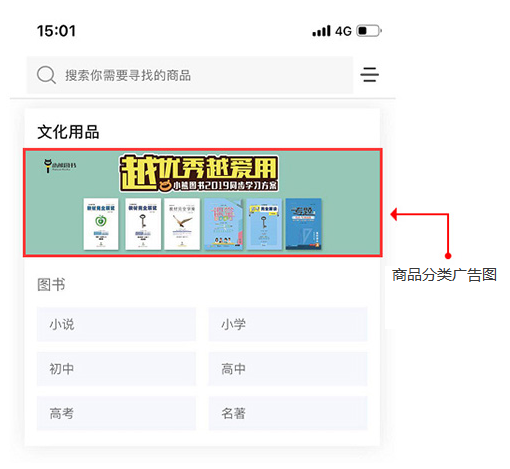 15:01
4G
搜索你需要寻找的商品
文化用品
小熊图书
越优秀越爱用
小熊图书2019同步学习方案
商品分类广告图
图书
小说
小学
初中
高中
高考
名著